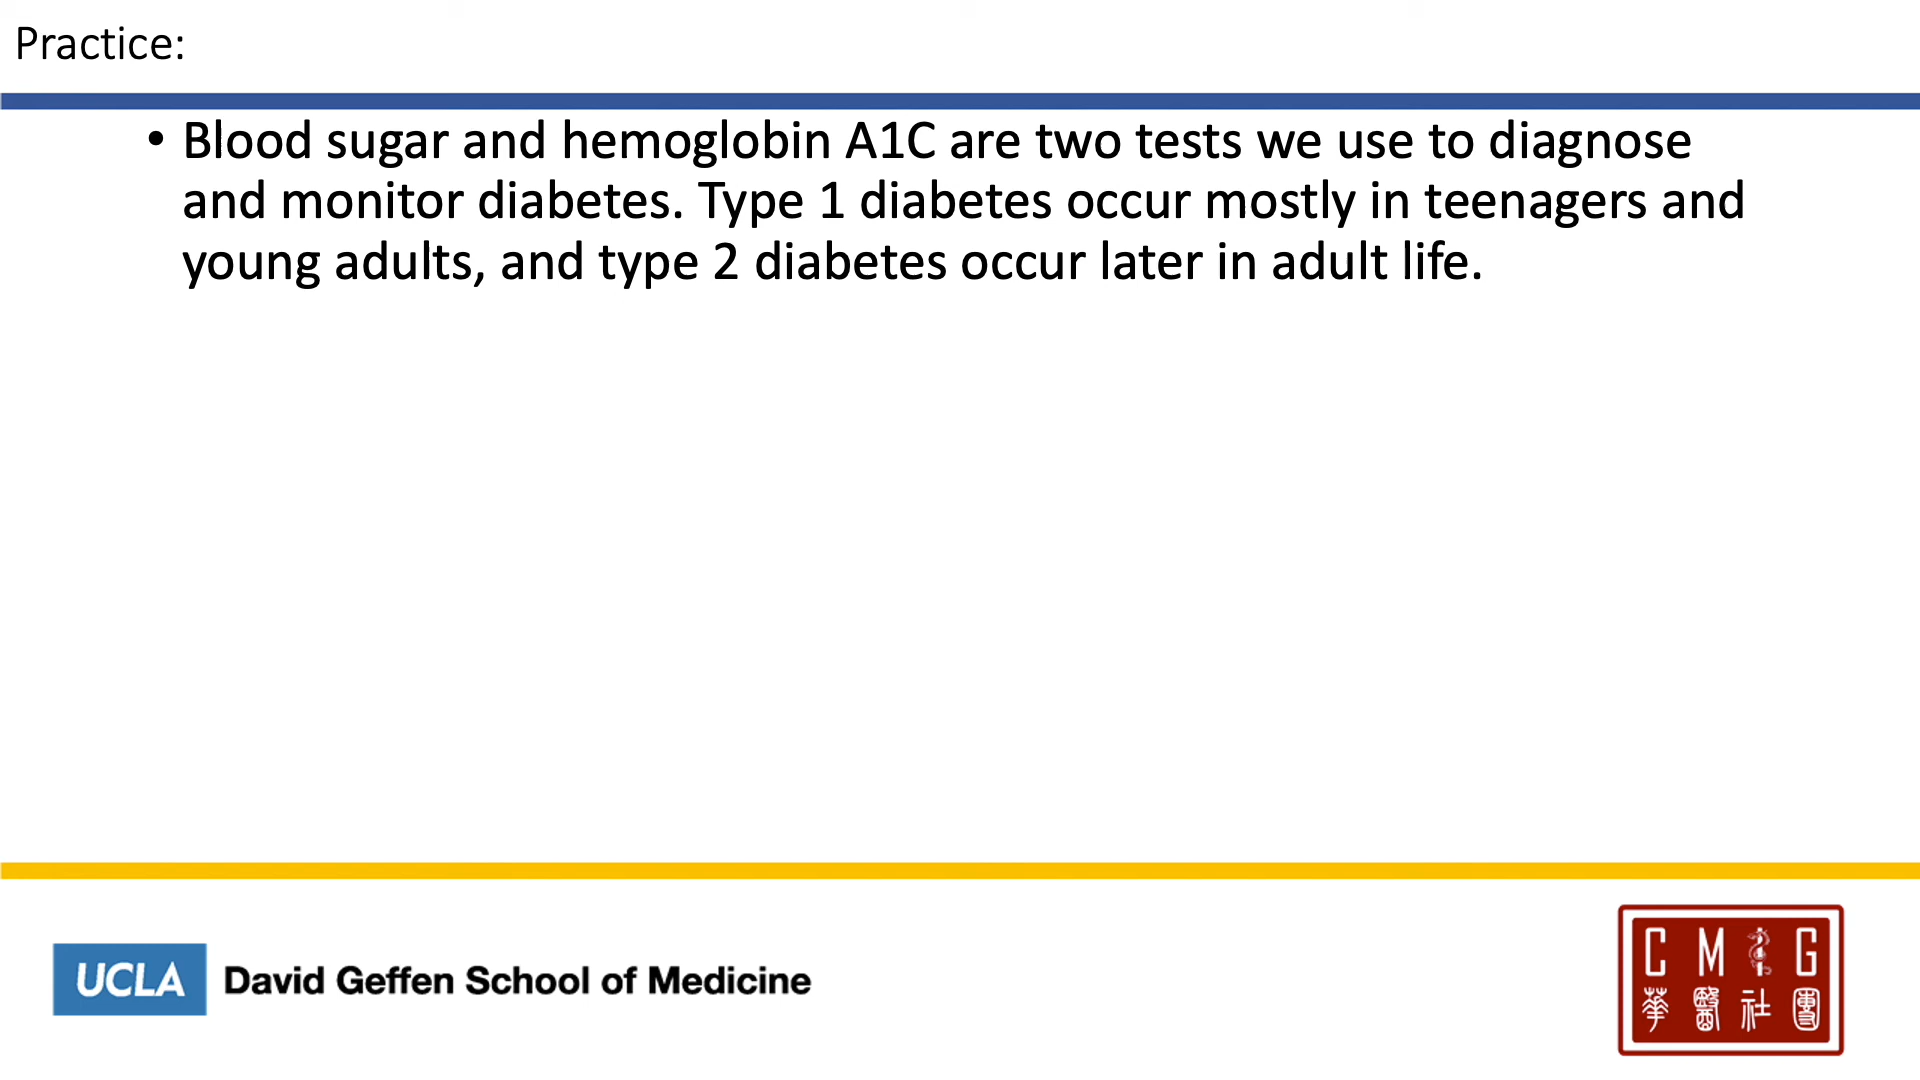 Practice:
• Blood sugar and hemoglobin A1C are two tests we use to diagnose
and monitor diabetes. Type 1 diabetes occur mostly in teenagers and
young adults, and type 2 diabetes occur later in adult life.
UCLA David Geffen School of Medicine
C M G
華醫社團